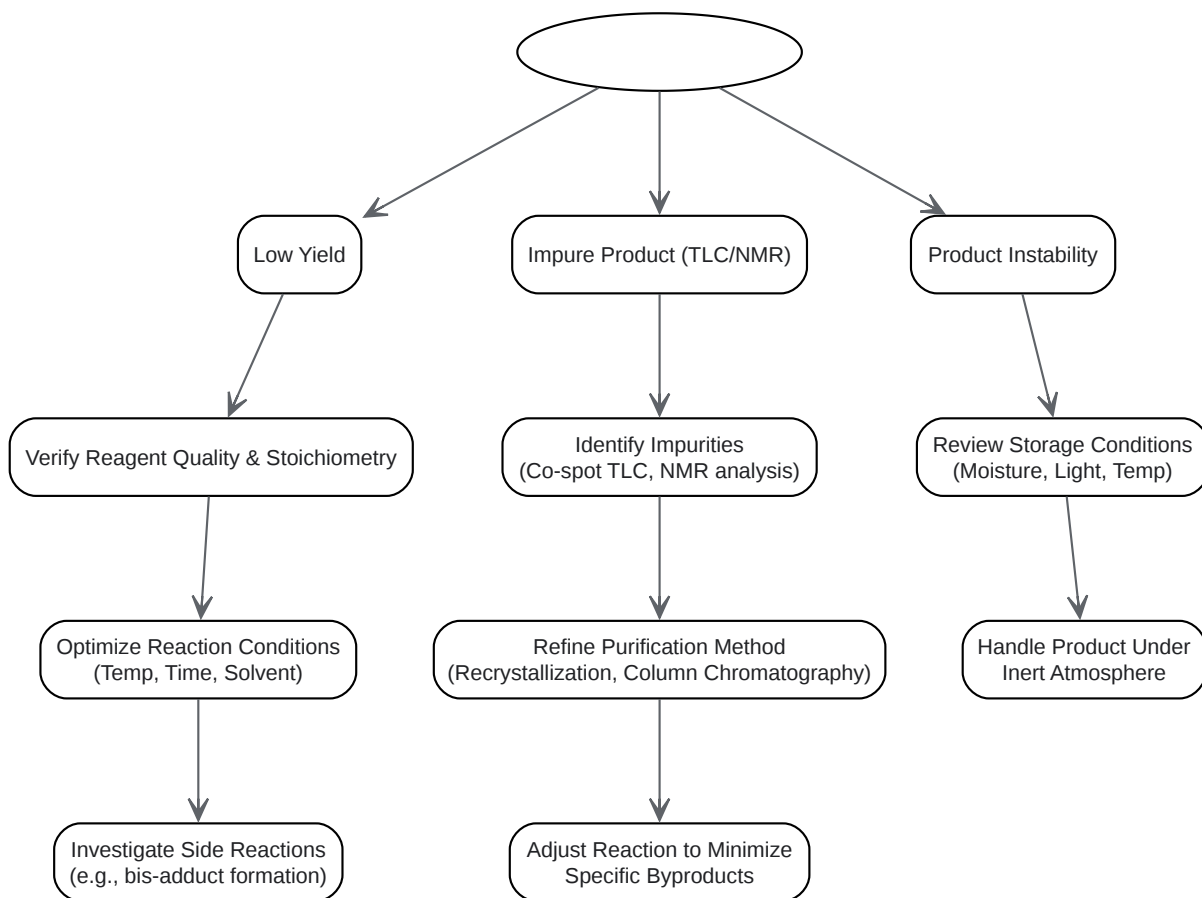 Low Yield
Impure Product (TLC/NMR)
Product Instability
Verify Reagent Quality & Stoichiometry
Identify Impurities
(Co-spot TLC, NMR analysis)
Review Storage Conditions
(Moisture, Light, Temp)
Optimize Reaction Conditions
(Temp, Time, Solvent)
Refine Purification Method
(Recrystallization, Column Chromatography)
Handle Product Under
Inert Atmosphere
Investigate Side Reactions
(e.g., bis-adduct formation)
Adjust Reaction to Minimize
Specific Byproducts